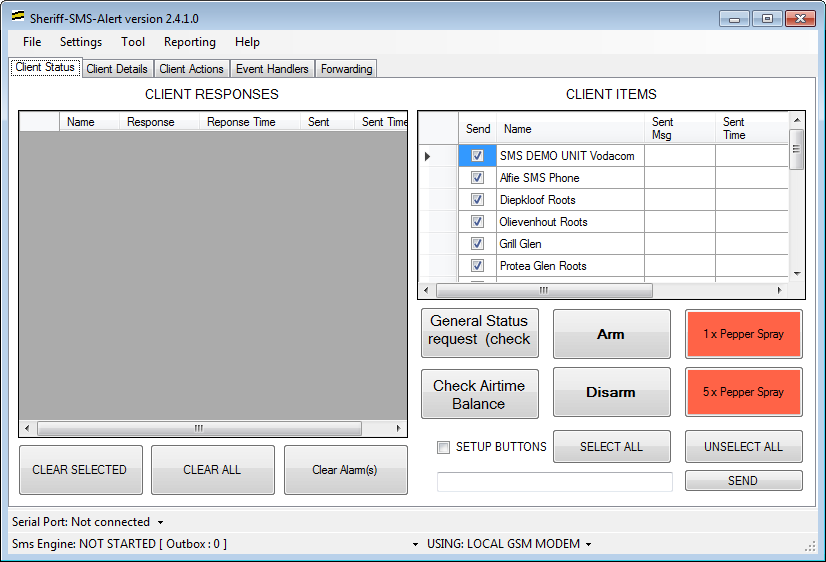 Sheriff-SMS-Alert version 2.4.1.0
File Settings Tool Reporting Help
Client Status Client Details Client Actions Event Handlers Forwarding
CLIENT RESPONSES
Name Response Reponse Time Sent Sent Time
CLEAR SELECTED CLEAR ALL Clear Alarm(s)
CLIENT ITEMS
Send Name Sent Msg Sent Time
SMS DEMO UNIT Vodacom
Alfie SMS Phone
Diepkloof Roots
Olievenhout Roots
Grill Glen
Protea Glen Roots
General Status
request (check
Arm
1 x Pepper Spray
Check Airtime
Balance
Disarm
5 x Pepper Spray
SETUP BUTTONS SELECT ALL UNSELECT ALL
SEND
Serial Port: Not connected
Sms Engine: NOT STARTED [ Outbox : 0 ] USING: LOCAL GSM MODEM